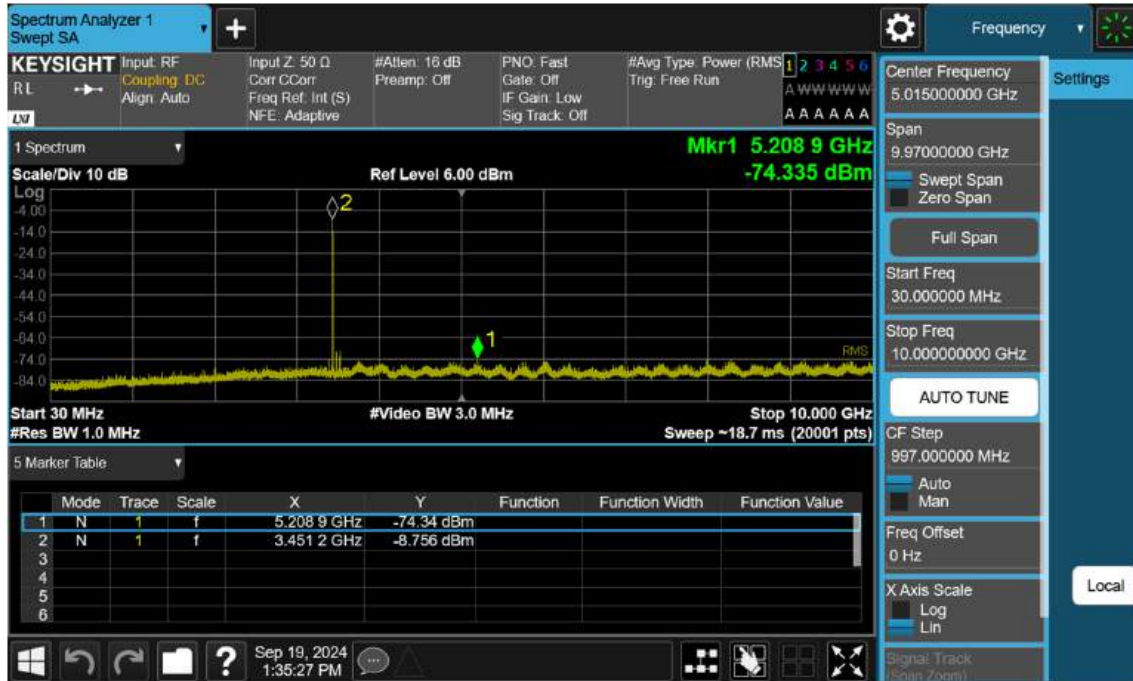 Spectrum Analyzer 1
Swept SA
+
Frequency
KEYSIGHT
RL
LXI
Input: RF
Coupling: DC
Align: Auto
Input Z: 50 Ω
Corr CCorr
Freq Ref: Int (S)
NFE: Adaptive
#Atten: 16 dB
Preamp: Off
PNO: Fast
Gate: Off
IF Gain: Low
Sig Track: Off
#Avg Type: Power (RMS
Trig: Free Run
1 2 3 4 5 6
A W W W W W
A A A A A A
Center Frequency
5.015000000 GHz
Settings
1 Spectrum
Mkr1 5.208 9 GHz
Scale/Div 10 dB
Ref Level 6.00 dBm
-74.335 dBm
Log
-4.00
-14.0
-24.0
-34.0
-44.0
-54.0
-64.0
-74.0
-84.0
2
1
RMS
Start 30 MHz
#Video BW 3.0 MHz
Stop 10.000 GHz
#Res BW 1.0 MHz
Sweep ~18.7 ms (20001 pts)
Span
9.97000000 GHz
Swept Span
Zero Span
Full Span
Start Freq
30.000000 MHz
Stop Freq
10.000000000 GHz
AUTO TUNE
CF Step
997.000000 MHz
Auto
Man
Freq Offset
0 Hz
X Axis Scale
Log
Lin
Signal Track
(Span Zoom)
Local
5 Marker Table
Mode Trace Scale X Y Function Function Width Function Value
1 N 1 f 5.208 9 GHz -74.34 dBm
2 N 1 f 3.451 2 GHz -8.756 dBm
3
4
5
6
?
Sep 19, 2024
1:35:27 PM